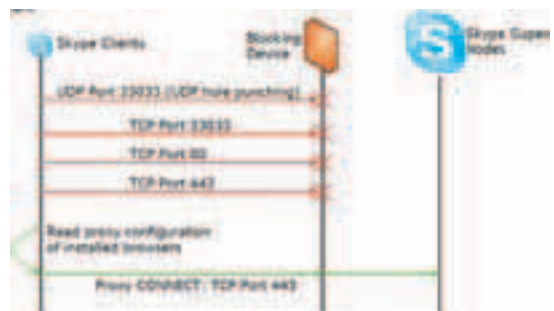 Skype Clients
Blocking
Device
Skype Super
Nodes
UDP Port 33033 (UDP hole punching)
TCP Port 33033
TCP Port 80
TCP Port 443
Read proxy configuration
of installed browsers
Proxy CONNECT : TCP Port 443